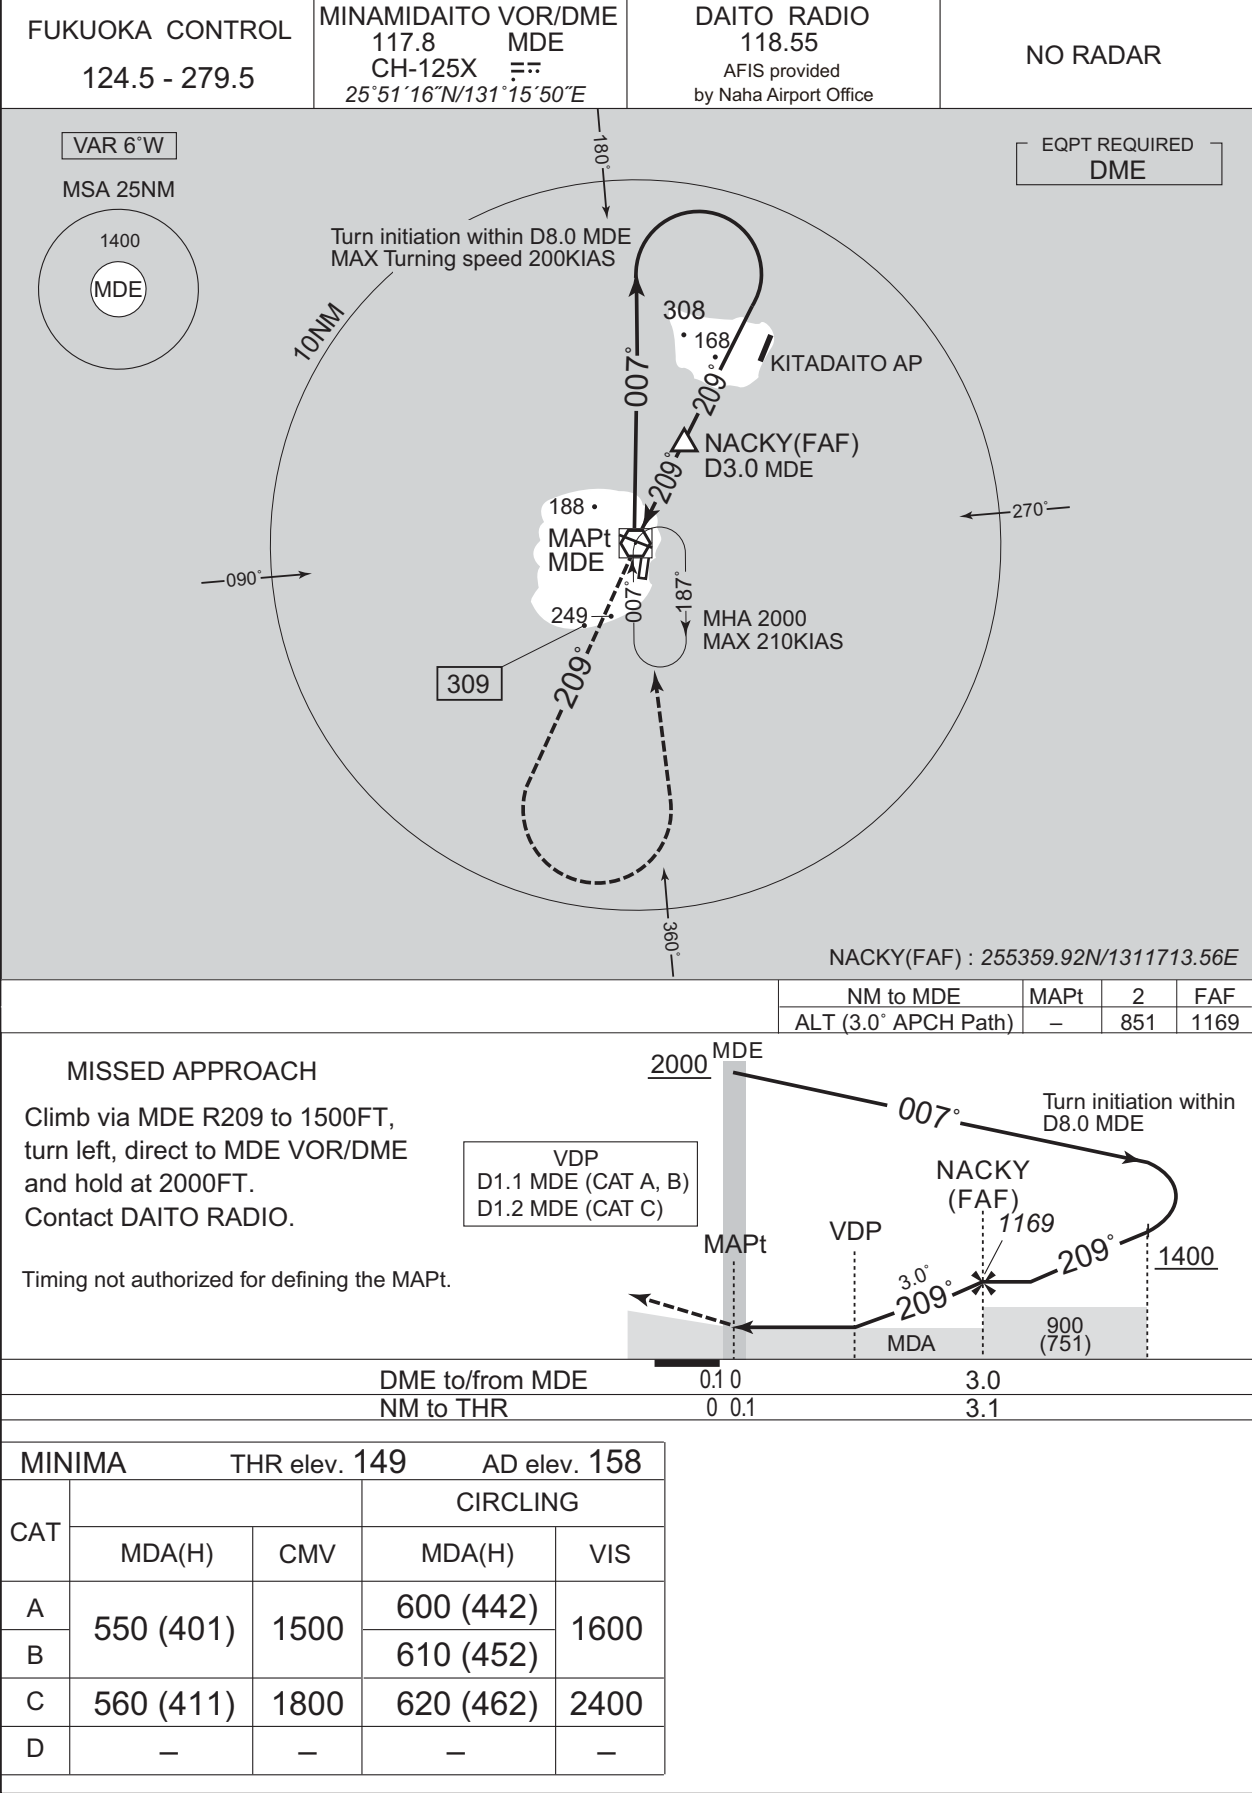 FUKUOKA CONTROL
124.5 - 279.5
MINAMIDAITO VOR/DME
117.8 MDE
CH-125X
25˚51´16˝N/131˚15´50˝E
DAITO RADIO
118.55
AFIS provided
by Naha Airport Office
NO RADAR
VAR 6˚W
MSA 25NM
1400
MDE
EQPT REQUIRED
DME
180˚
Turn initiation within D8.0 MDE
MAX Turning speed 200KIAS
10NM
308
168
KITADAITO AP
007˚
209˚
NACKY(FAF)
D3.0 MDE
209˚
188
MAPt
MDE
270˚
090˚
007˚
187˚
249
MHA 2000
MAX 210KIAS
309
209˚
360˚
NACKY(FAF) : 255359.92N/1311713.56E
NM to MDE MAPt 2 FAF
ALT (3.0˚ APCH Path) – 851 1169
MISSED APPROACH
Climb via MDE R209 to 1500FT,
turn left, direct to MDE VOR/DME
and hold at 2000FT.
Contact DAITO RADIO.
Timing not authorized for defining the MAPt.
VDP
D1.1 MDE (CAT A, B)
D1.2 MDE (CAT C)
MDE
2000
007˚
Turn initiation within
D8.0 MDE
NACKY
(FAF)
1169
MAPt
VDP
209˚
1400
3.0˚
209˚
MDA
900
(751)
DME to/from MDE 0.1 0 3.0
NM to THR 0 0.1 3.1
MINIMA THR elev. 149 AD elev. 158
CAT
CIRCLING
MDA(H) CMV MDA(H) VIS
A 550 (401) 1500 600 (442) 1600
B 610 (452)
C 560 (411) 1800 620 (462) 2400
D – – – –